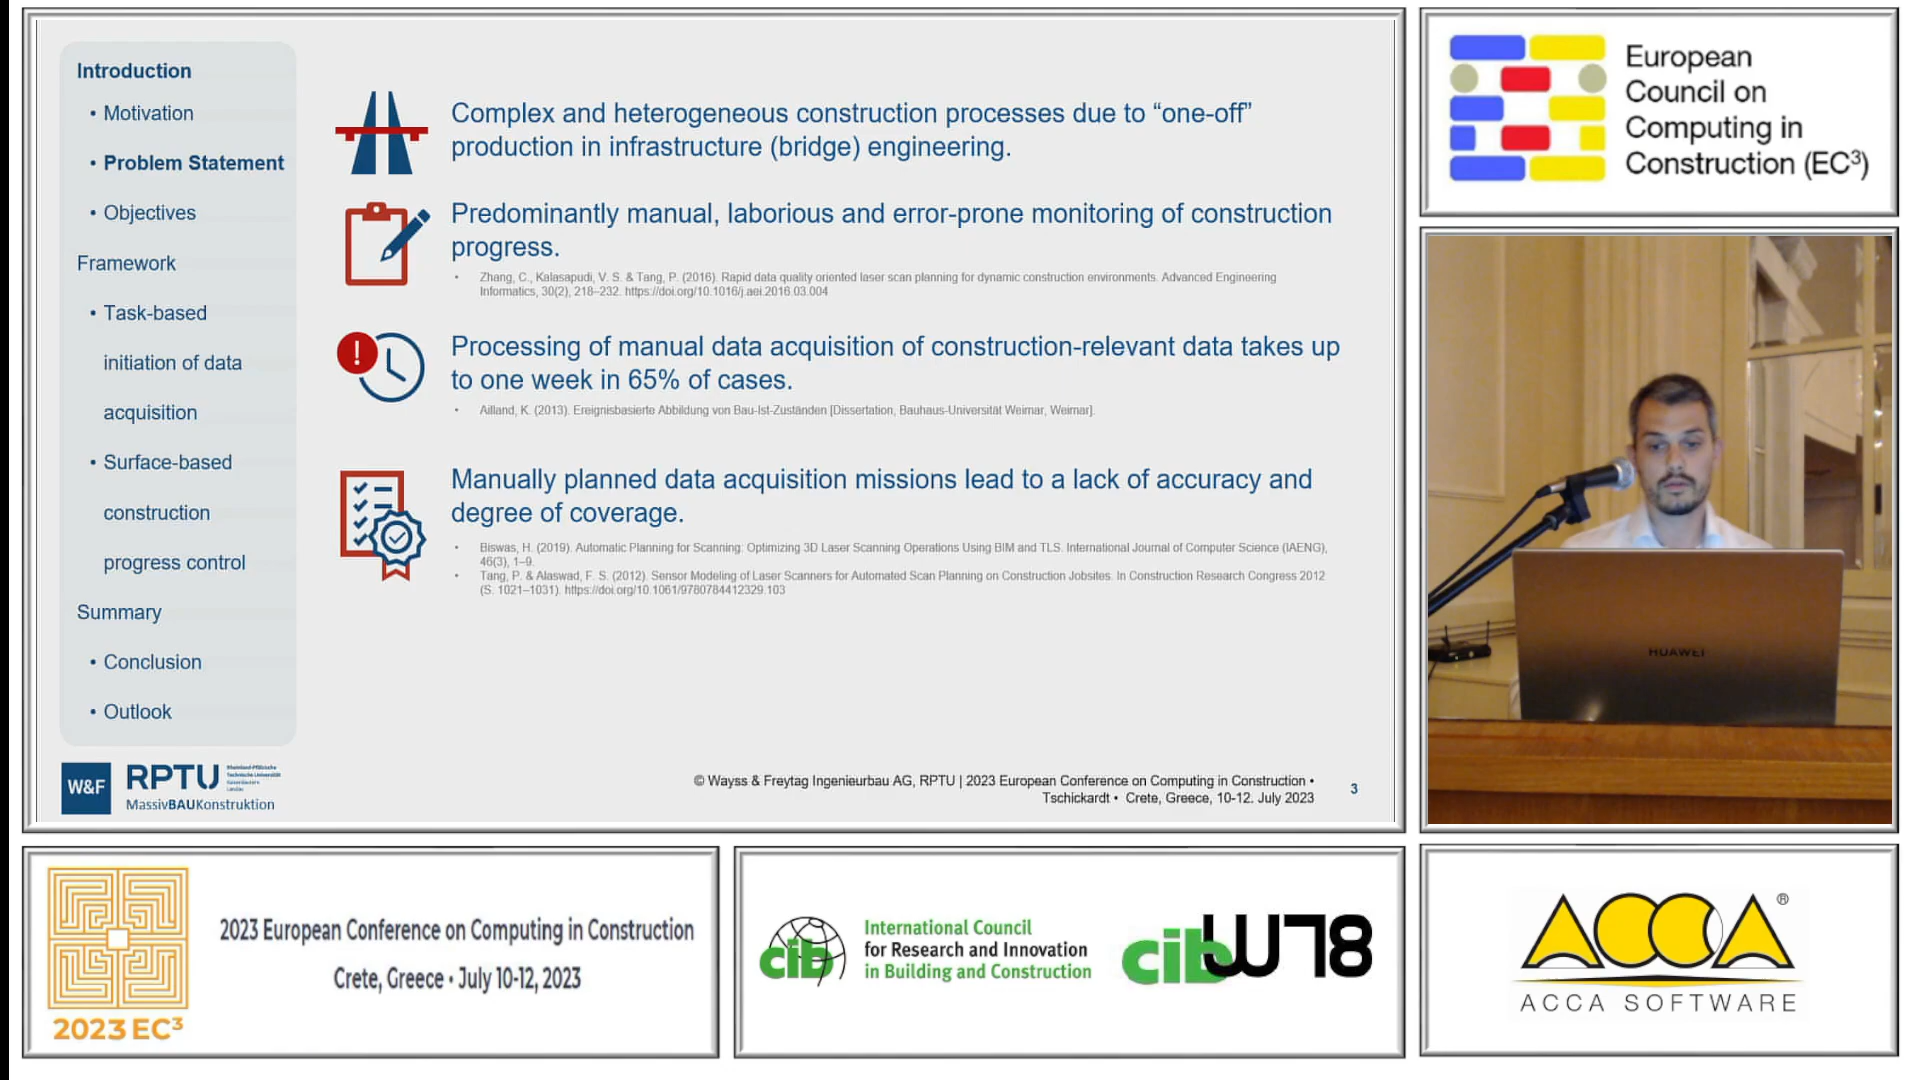 Introduction
• Motivation
• Problem Statement
• Objectives
Framework
• Task-based
initiation of data
acquisition
• Surface-based
construction
progress control
Summary
• Conclusion
• Outlook
Complex and heterogeneous construction processes due to “one-off”
production in infrastructure (bridge) engineering.
Predominantly manual, laborious and error-prone monitoring of construction
progress.
• Zhang, C., Kalasapudi, V. S. & Tang, P. (2016). Rapid data quality oriented laser scan planning for dynamic construction environments. Advanced Engineering
Informatics, 30(2), 218–232. https://doi.org/10.1016/j.aei.2016.03.004
!
Processing of manual data acquisition of construction-relevant data takes up
to one week in 65% of cases.
• Ailland, K. (2013). Ereignisbasierte Abbildung von Bau-Ist-Zuständen [Dissertation, Bauhaus-Universität Weimar, Weimar].
Manually planned data acquisition missions lead to a lack of accuracy and
degree of coverage.
• Biswas, H. (2019). Automatic Planning for Scanning: Optimizing 3D Laser Scanning Operations Using BIM and TLS. International Journal of Computer Science (IAENG),
46(3), 1–9.
• Tang, P. & Alaswad, F. S. (2012). Sensor Modeling of Laser Scanners for Automated Scan Planning on Construction Jobsites. In Construction Research Congress 2012
(S. 1021–1031). https://doi.org/10.1061/9780784412329.103
W&F
RPTU
Rheinland-Pfälzische
Technische Universität
Kaiserslautern
Landau
MassivBAUKonstruktion
© Wayss & Freytag Ingenieurbau AG, RPTU | 2023 European Conference on Computing in Construction •
Tschickardt • Crete, Greece, 10-12. July 2023
3
European
Council on
Computing in
Construction (EC³)
HUAWEI
2023 EC³
2023 European Conference on Computing in Construction
Crete, Greece • July 10-12, 2023
cib
International Council
for Research and Innovation
in Building and Construction
cib W78
ACCA ®
ACCA SOFTWARE